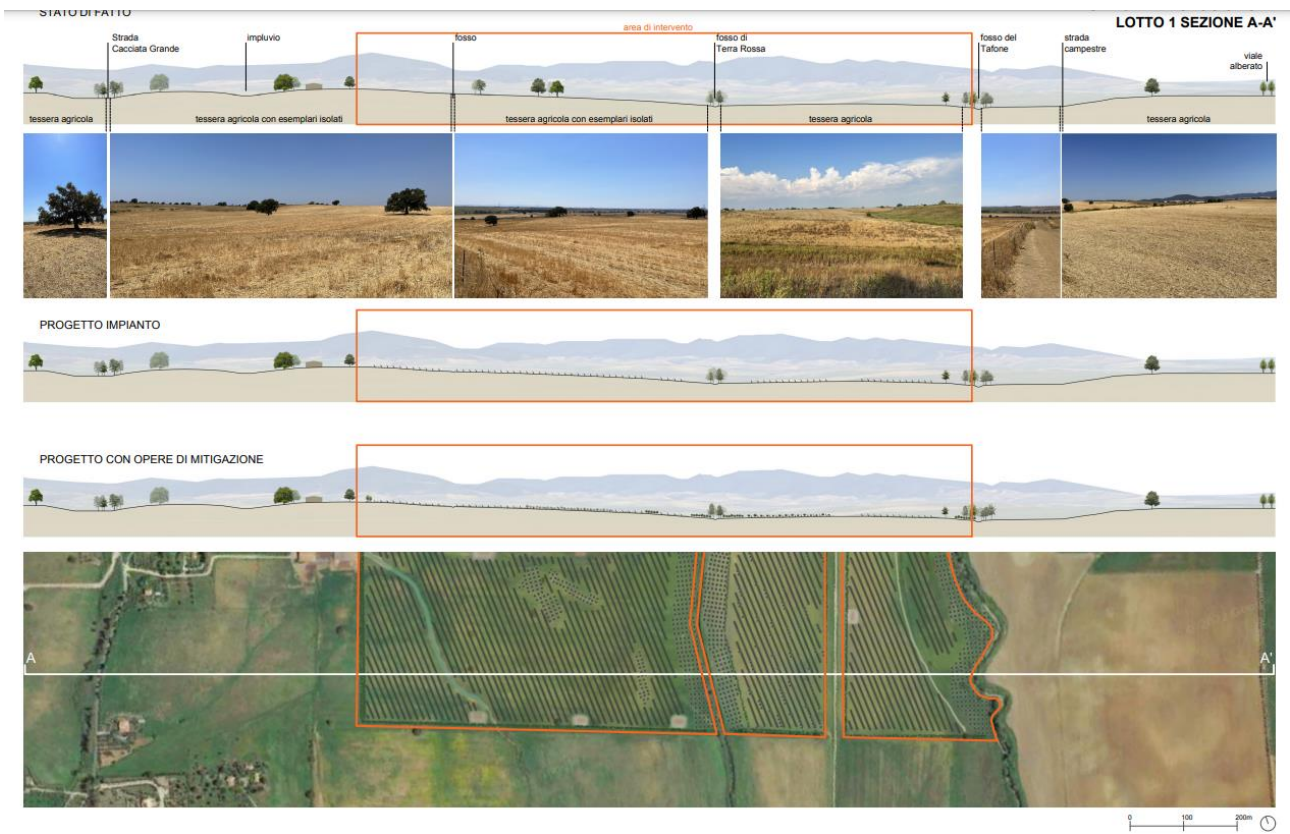 STATO DI FATTO
LOTTO 1 SEZIONE A-A'
area di intervento
Strada
Cacciata Grande
impluvio
fosso
fosso di
Terra Rossa
fosso del
Tafone
strada
campestre
viale
alberato
tessera agricola
tessera agricola con esemplari isolati
tessera agricola con esemplari isolati
tessera agricola
tessera agricola
PROGETTO IMPIANTO
PROGETTO CON OPERE DI MITIGAZIONE
A
A'
0
100
200m